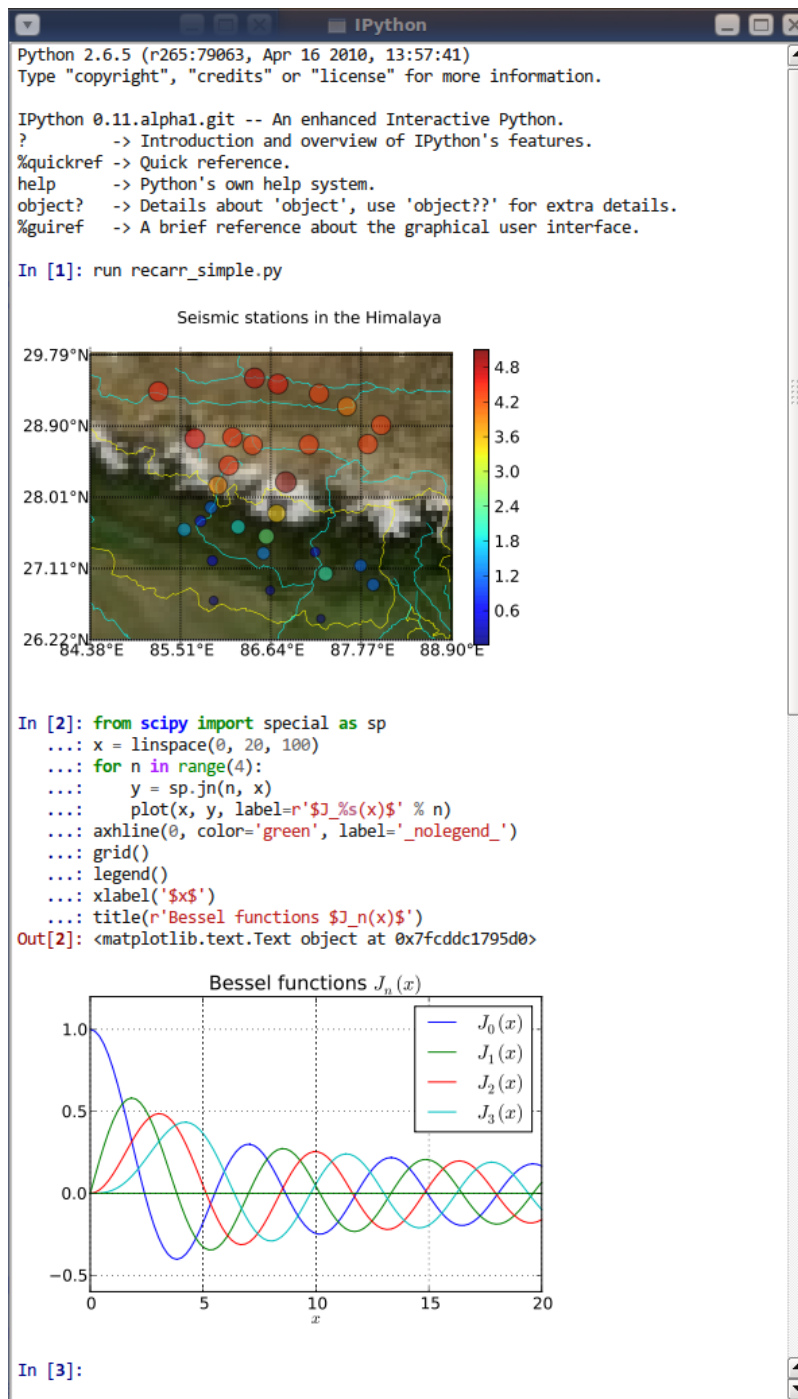 IPython
Python 2.6.5 (r265:79063, Apr 16 2010, 13:57:41)
Type "copyright", "credits" or "license" for more information.
IPython 0.11.alpha1.git -- An enhanced Interactive Python.
?         -> Introduction and overview of IPython's features.
%quickref -> Quick reference.
help      -> Python's own help system.
object?   -> Details about 'object', use 'object??' for extra details.
%guiref   -> A brief reference about the graphical user interface.
In [1]: run recarr_simple.py
Seismic stations in the Himalaya
29.79°N
28.90°N
28.01°N
27.11°N
26.22°N
84.38°E 85.51°E 86.64°E 87.77°E 88.90°E
4.8
4.2
3.6
3.0
2.4
1.8
1.2
0.6
In [2]: from scipy import special as sp
   ...: x = linspace(0, 20, 100)
   ...: for n in range(4):
   ...:     y = sp.jn(n, x)
   ...:     plot(x, y, label=r'$J_%s(x)$' % n)
   ...: axhline(0, color='green', label='_nolegend_')
   ...: grid()
   ...: legend()
   ...: xlabel('$x$')
   ...: title(r'Bessel functions $J_n(x)$')
Out[2]: <matplotlib.text.Text object at 0x7fcddc1795d0>
Bessel functions J_n(x)
1.0
0.5
0.0
−0.5
0 5 10 15 20
x
J_0(x)
J_1(x)
J_2(x)
J_3(x)
In [3]: